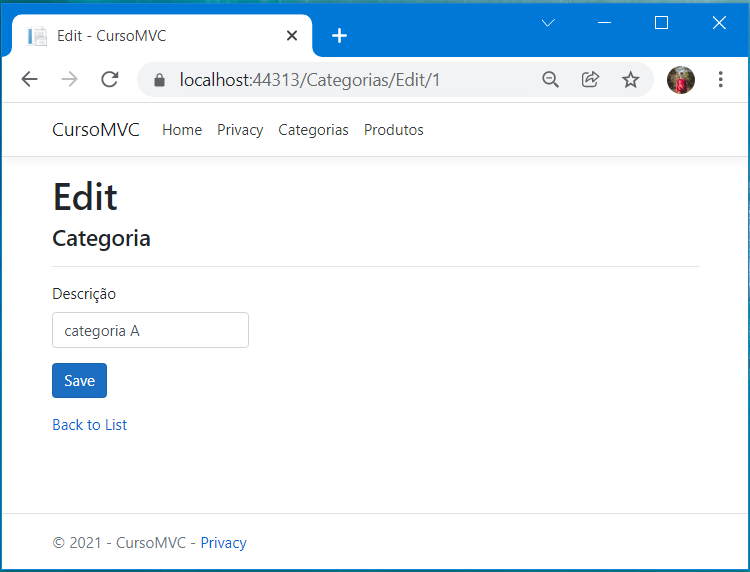 Edit - CursoMVC
localhost:44313/Categorias/Edit/1
CursoMVC Home Privacy Categorias Produtos
Edit
Categoria
Descrição
categoria A
Save
Back to List
© 2021 - CursoMVC - Privacy